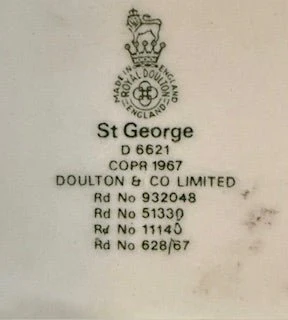 MADE IN ENGLAND
ROYAL DOULTON
ENGLAND
St George
D 6621
COPR 1967
DOULTON & CO LIMITED
Rd No 932048
Rd No 51330
Rd No 11140
Rd No 628/67